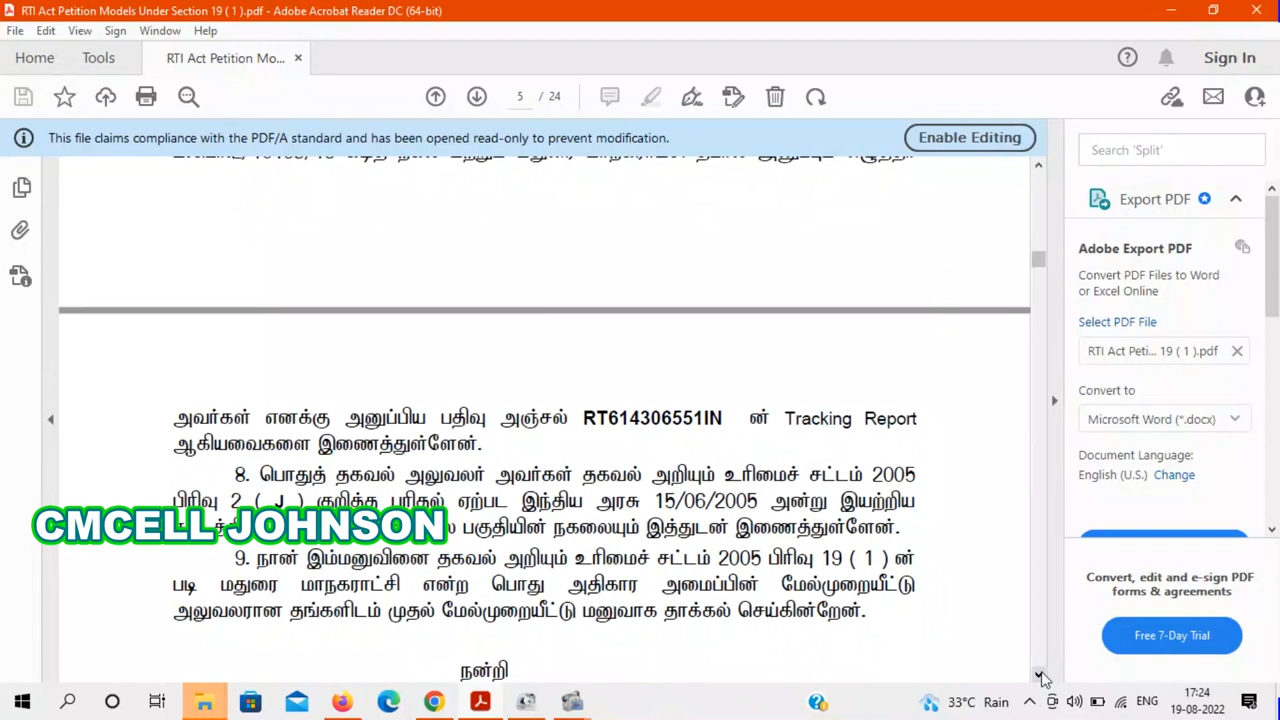 RTI Act Petition Models Under Section 19 ( 1 ).pdf - Adobe Acrobat Reader DC (64-bit)
File Edit View Sign Window Help
Home Tools RTI Act Petition Mo... × Sign In
5 / 24
This file claims compliance with the PDF/A standard and has been opened read-only to prevent modification. Enable Editing
அவர்கள் எனக்கு அனுப்பிய பதிவு அஞ்சல் RT614306551IN ன் Tracking Report
ஆகியவைகளை இணைத்துள்ளேன்.
8. பொதுத் தகவல் அலுவலர் அவர்கள் தகவல் அறியும் உரிமைச் சட்டம் 2005
பிரிவு 2 ( J ) குறித்த புரிதல் ஏற்பட இந்திய அரசு 15/06/2005 அன்று இயற்றிய
பகுதியின் நகலையும் இத்துடன் இணைத்துள்ளேன்.
CMCELL JOHNSON
9. நான் இம்மனுவினை தகவல் அறியும் உரிமைச் சட்டம் 2005 பிரிவு 19 ( 1 ) ன்
படி மதுரை மாநகராட்சி என்ற பொது அதிகார அமைப்பின் மேல்முறையீட்டு
அலுவலரான தங்களிடம் முதல் மேல்முறையீட்டு மனுவாக தாக்கல் செய்கின்றேன்.
நன்றி
Search 'Split'
Export PDF
Adobe Export PDF
Convert PDF Files to Word
or Excel Online
Select PDF File
RTI Act Peti... 19 ( 1 ).pdf
Convert to
Microsoft Word (*.docx)
Document Language:
English (U.S.) Change
Convert, edit and e-sign PDF
forms & agreements
Free 7-Day Trial
33°C Rain ENG 17:24
19-08-2022